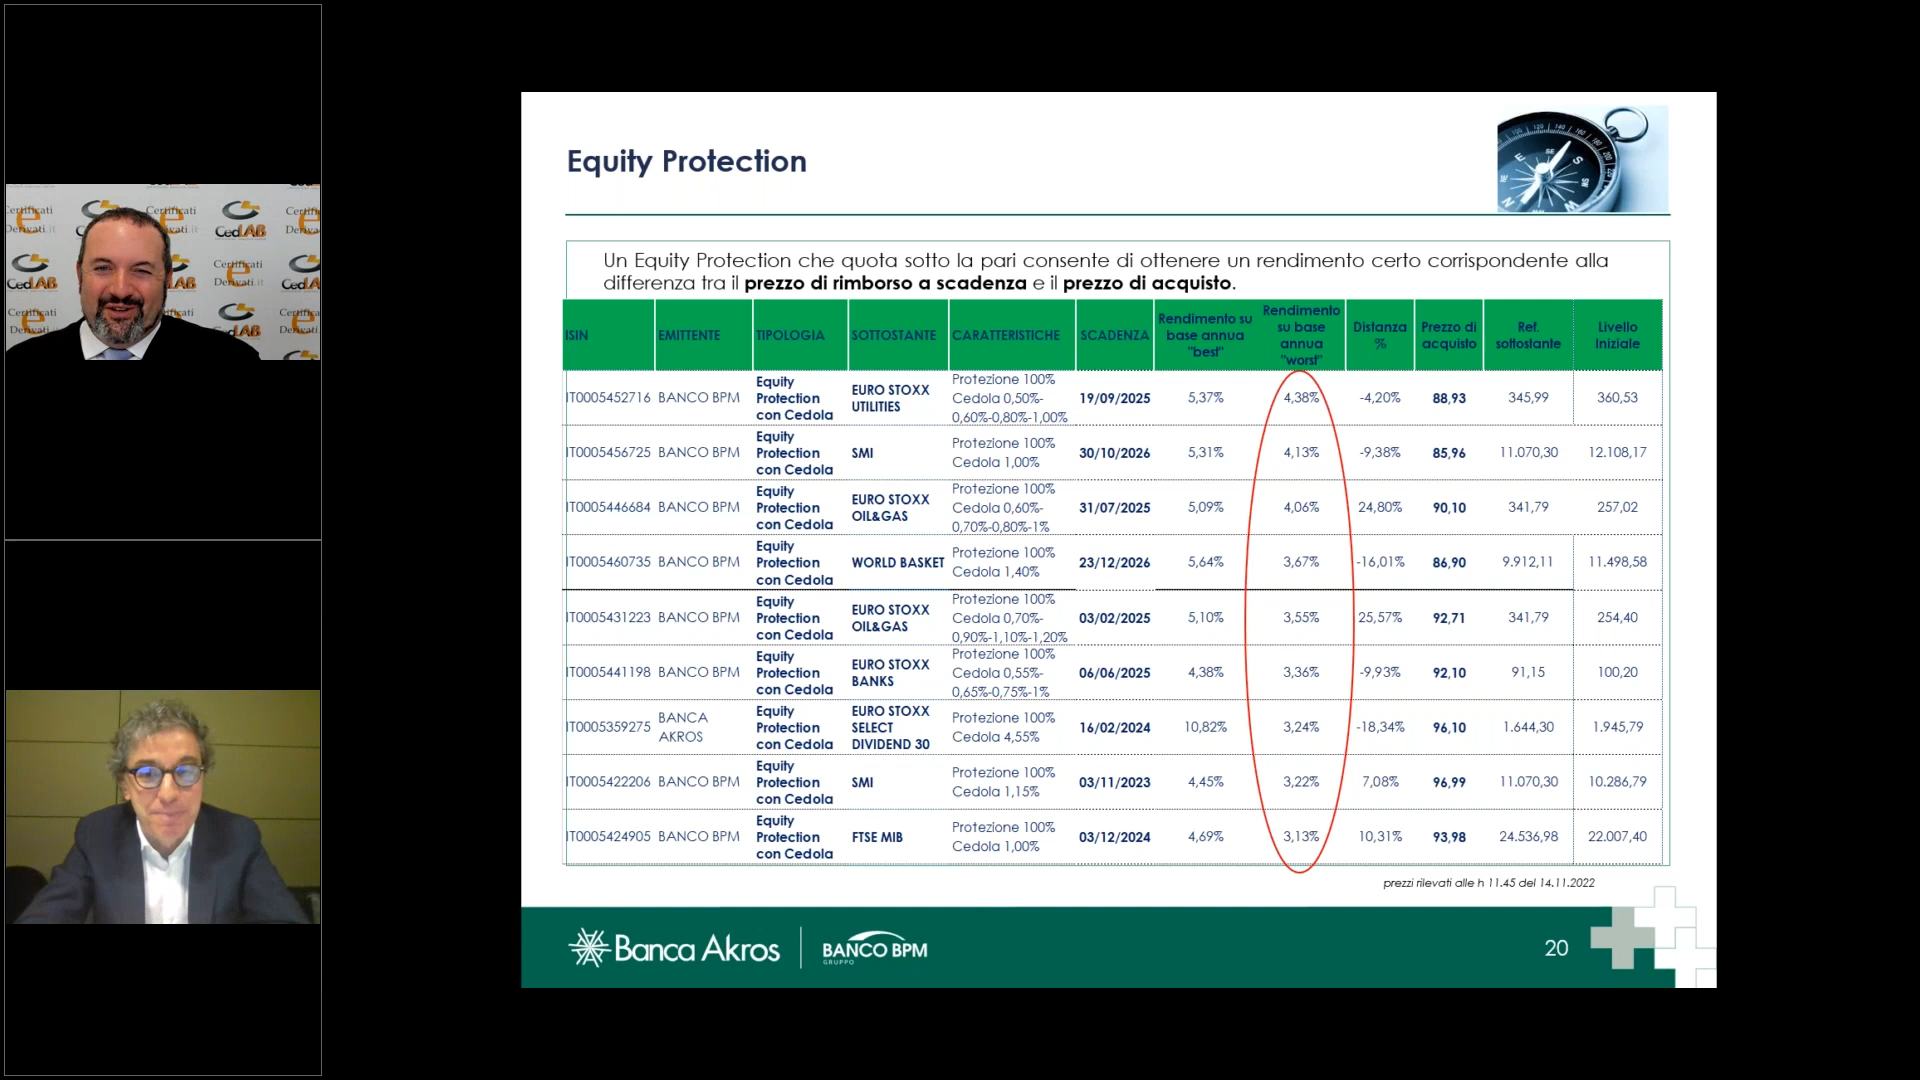 Equity Protection
Un Equity Protection che quota sotto la pari consente di ottenere un rendimento certo corrispondente alla
differenza tra il prezzo di rimborso a scadenza e il prezzo di acquisto.
ISIN EMITTENTE TIPOLOGIA SOTTOSTANTE CARATTERISTICHE SCADENZA Rendimento su base annua "best" Rendimento su base annua "worst" Distanza % Prezzo di acquisto Ref. sottostante Livello Iniziale
IT0005452716 BANCO BPM Equity Protection con Cedola EURO STOXX UTILITIES Protezione 100% Cedola 0,50%-0,60%-0,80%-1,00% 19/09/2025 5,37% 4,38% -4,20% 88,93 345,99 360,53
IT0005456725 BANCO BPM Equity Protection con Cedola SMI Protezione 100% Cedola 1,00% 30/10/2026 5,31% 4,13% -9,38% 85,96 11.070,30 12.108,17
IT0005446684 BANCO BPM Equity Protection con Cedola EURO STOXX OIL&GAS Protezione 100% Cedola 0,60%-0,70%-0,80%-1% 31/07/2025 5,09% 4,06% 24,80% 90,10 341,79 257,02
IT0005460735 BANCO BPM Equity Protection con Cedola WORLD BASKET Protezione 100% Cedola 1,40% 23/12/2026 5,64% 3,67% -16,01% 86,90 9.912,11 11.498,58
IT0005431223 BANCO BPM Equity Protection con Cedola EURO STOXX OIL&GAS Protezione 100% Cedola 0,70%-0,90%-1,10%-1,20% 03/02/2025 5,10% 3,55% 25,57% 92,71 341,79 254,40
IT0005441198 BANCO BPM Equity Protection con Cedola EURO STOXX BANKS Protezione 100% Cedola 0,55%-0,65%-0,75%-1% 06/06/2025 4,38% 3,36% -9,93% 92,10 91,15 100,20
IT0005359275 BANCA AKROS Equity Protection con Cedola EURO STOXX SELECT DIVIDEND 30 Protezione 100% Cedola 4,55% 16/02/2024 10,82% 3,24% -18,34% 96,10 1.644,30 1.945,79
IT0005422206 BANCO BPM Equity Protection con Cedola SMI Protezione 100% Cedola 1,15% 03/11/2023 4,45% 3,22% 7,08% 96,99 11.070,30 10.286,79
IT0005424905 BANCO BPM Equity Protection con Cedola FTSE MIB Protezione 100% Cedola 1,00% 03/12/2024 4,69% 3,13% 10,31% 93,98 24.536,98 22.007,40
prezzi rilevati alle h 11.45 del 14.11.2022
Banca Akros
BANCO BPM
GRUPPO
20
Certificati
Derivati.it
CedLAB